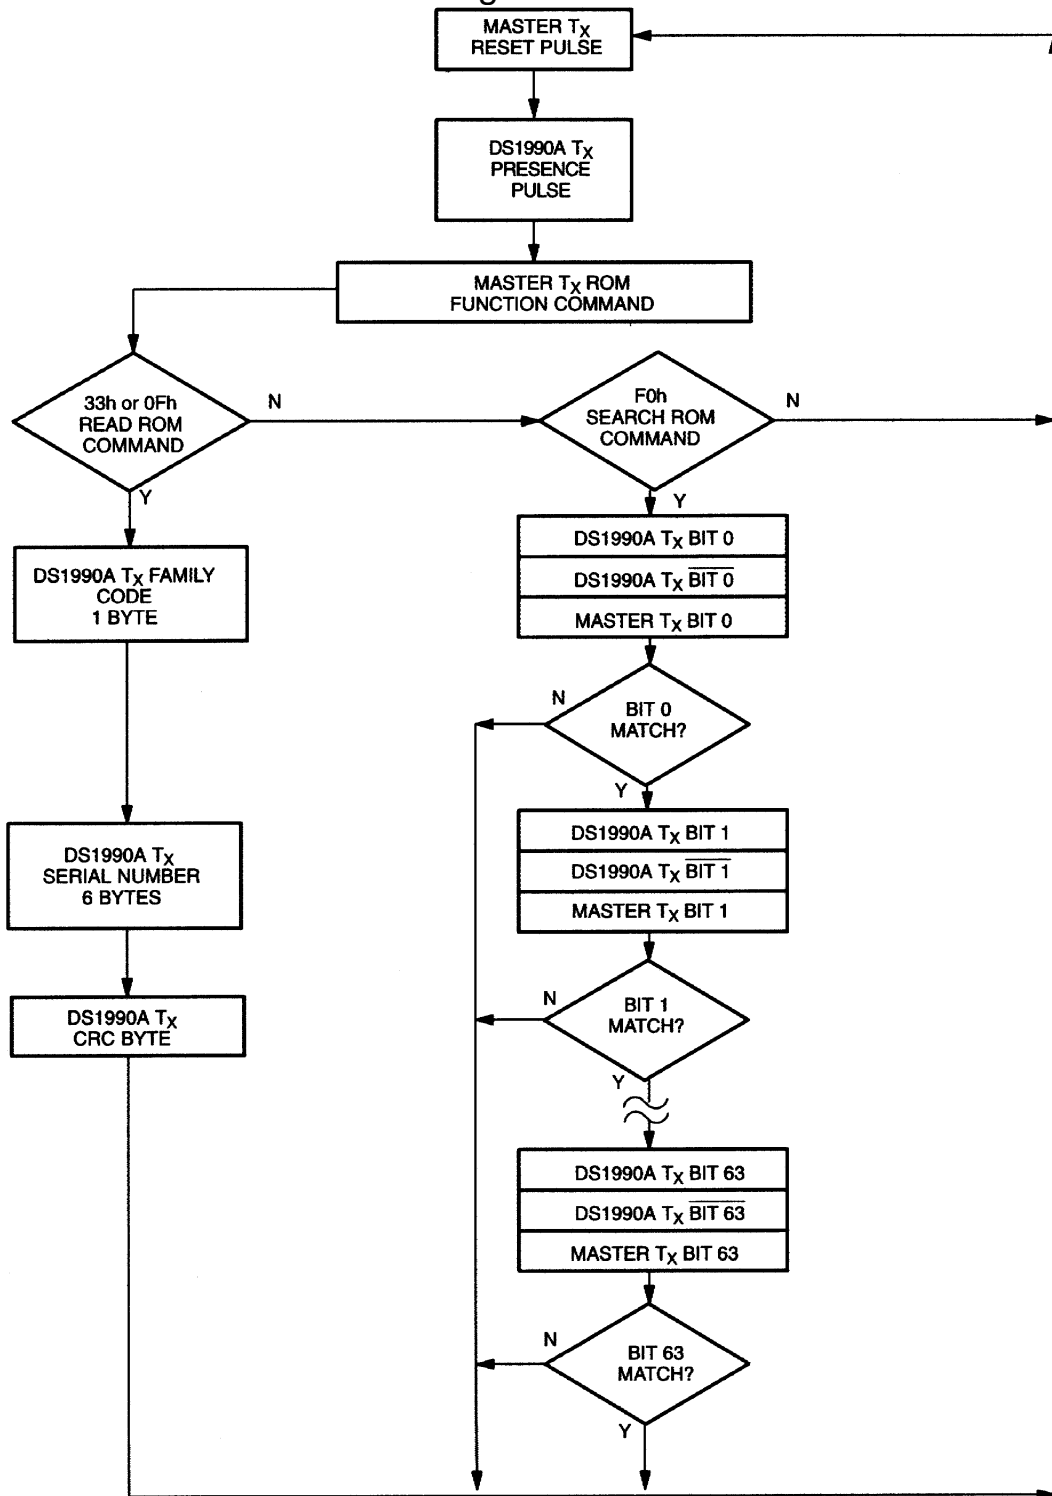 MASTER TX
RESET PULSE
DS1990A TX
PRESENCE
PULSE
MASTER TX ROM
FUNCTION COMMAND
33h or 0Fh
READ ROM
COMMAND
N
F0h
SEARCH ROM
COMMAND
N
Y
Y
DS1990A TX FAMILY
CODE
1 BYTE
DS1990A TX BIT 0
DS1990A TX B̅I̅T̅ ̅0̅
MASTER TX BIT 0
N
BIT 0
MATCH?
Y
DS1990A TX
SERIAL NUMBER
6 BYTES
DS1990A TX BIT 1
DS1990A TX B̅I̅T̅ ̅1̅
MASTER TX BIT 1
DS1990A TX
CRC BYTE
N
BIT 1
MATCH?
Y
DS1990A TX BIT 63
DS1990A TX B̅I̅T̅ ̅6̅3̅
MASTER TX BIT 63
N
BIT 63
MATCH?
Y